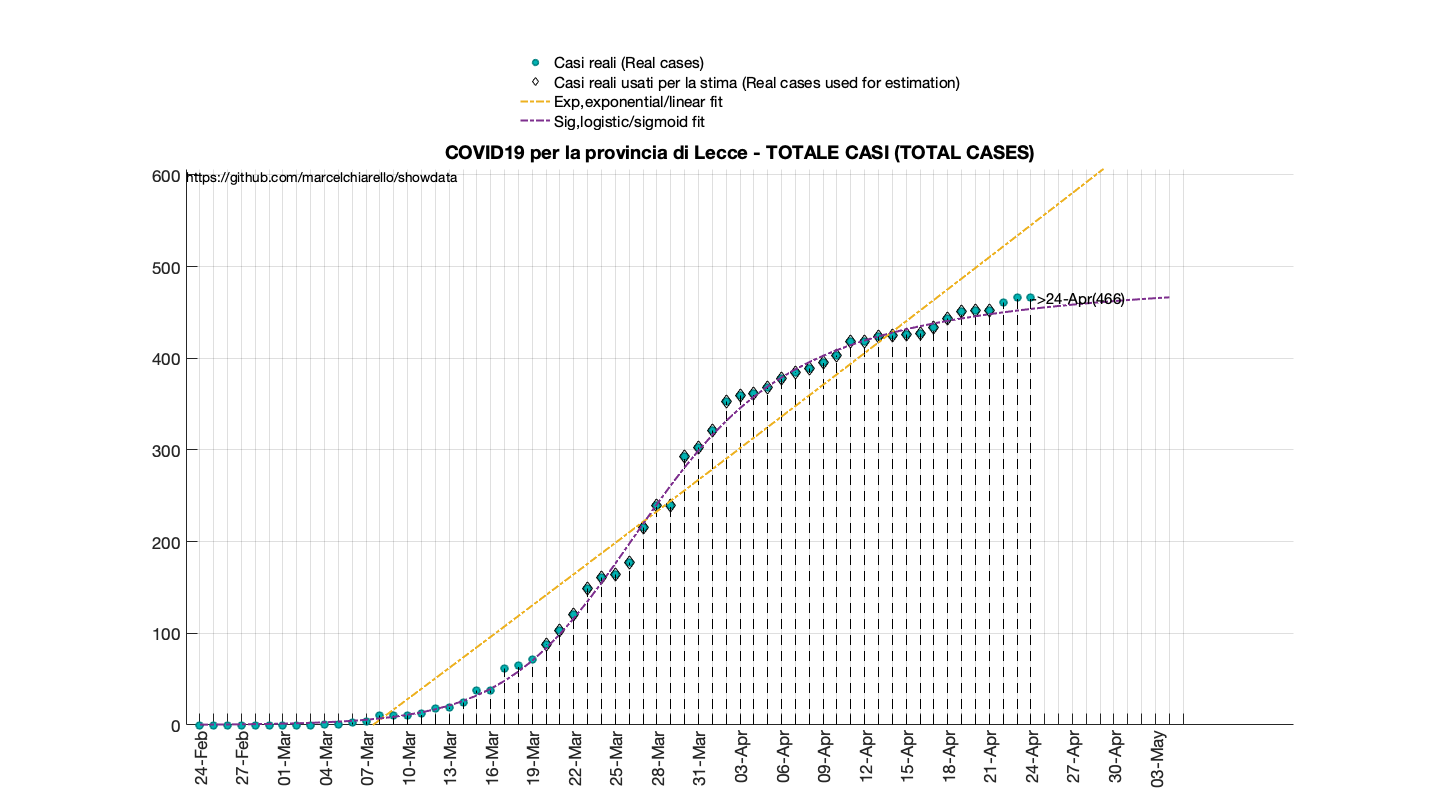 Casi reali (Real cases)
Casi reali usati per la stima (Real cases used for estimation)
Exp,exponential/linear fit
Sig,logistic/sigmoid fit
COVID19 per la provincia di Lecce - TOTALE CASI (TOTAL CASES)
https://github.com/marcelchiarello/showdata
600
500
400
300
200
100
0
->24-Apr(466)
24-Feb
27-Feb
01-Mar
04-Mar
07-Mar
10-Mar
13-Mar
16-Mar
19-Mar
22-Mar
25-Mar
28-Mar
31-Mar
03-Apr
06-Apr
09-Apr
12-Apr
15-Apr
18-Apr
21-Apr
24-Apr
27-Apr
30-Apr
03-May